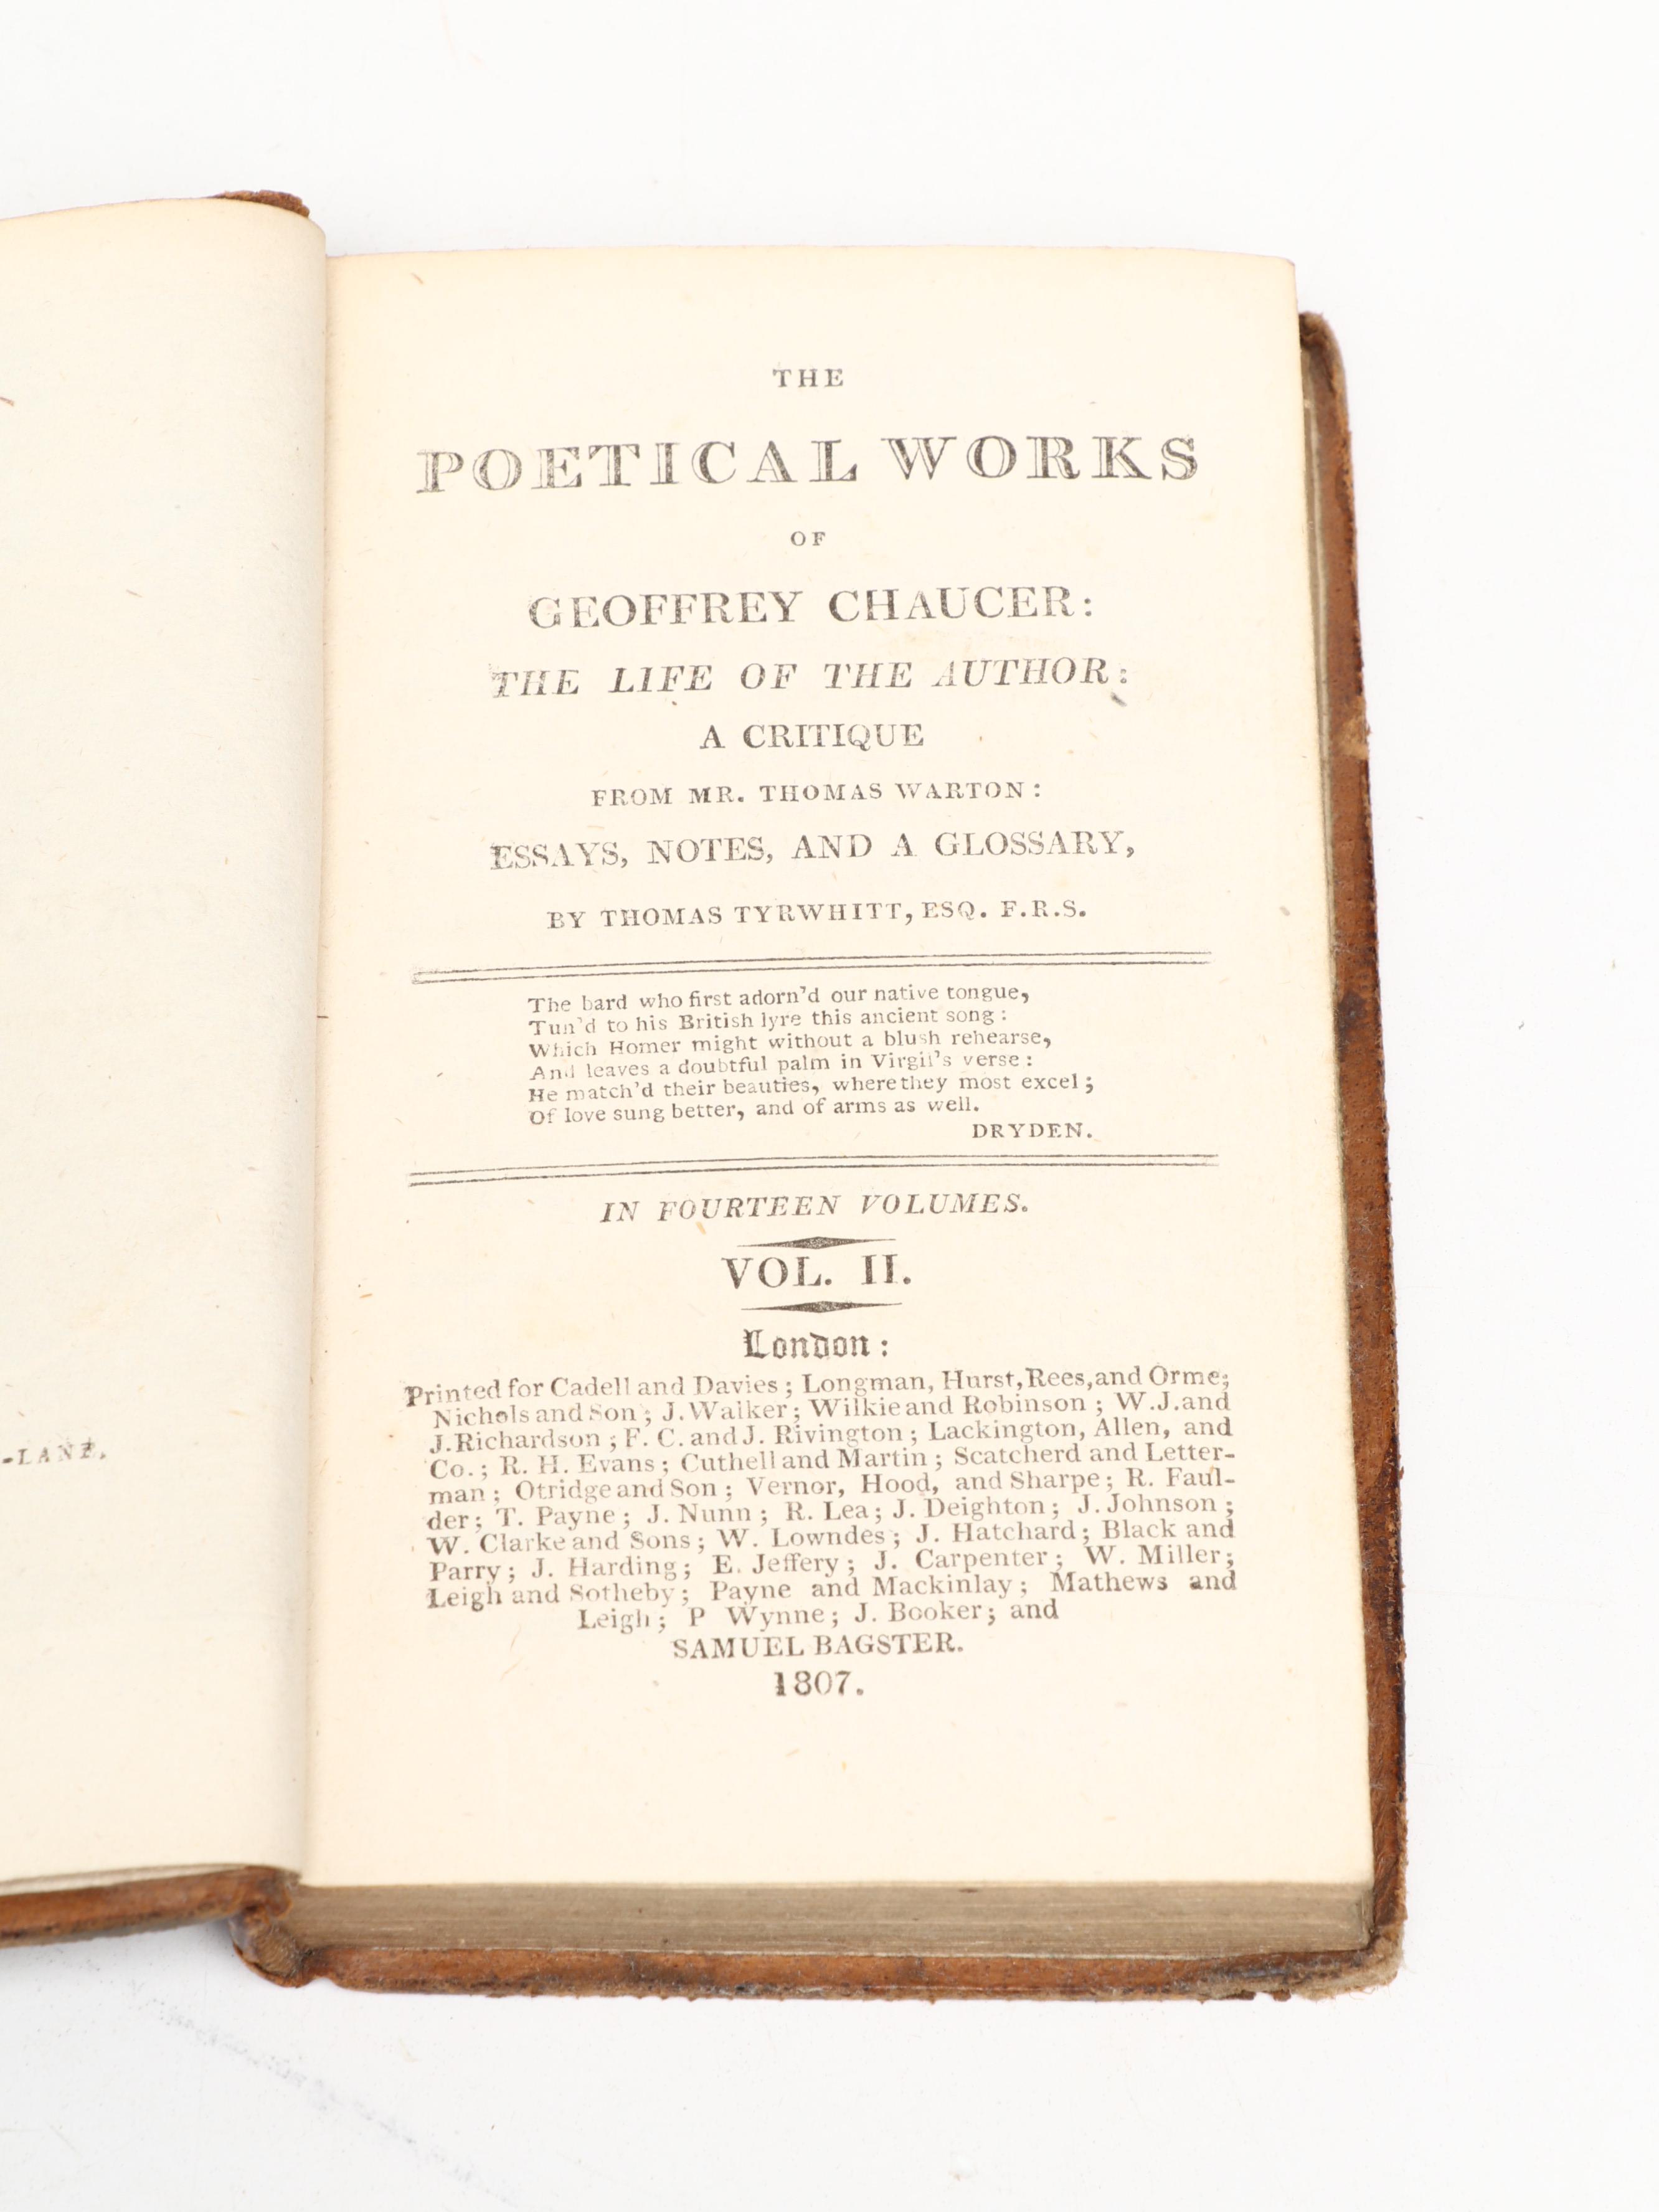 -LANE.
THE
POETICAL WORKS
OF
GEOFFREY CHAUCER:
THE LIFE OF THE AUTHOR:
A CRITIQUE
FROM MR. THOMAS WARTON:
ESSAYS, NOTES, AND A GLOSSARY,
BY THOMAS TYRWHITT, ESQ. F.R.S.
The bard who first adorn'd our native tongue,
Tun'd to his British lyre this ancient song:
Which Homer might without a blush rehearse,
And leaves a doubtful palm in Virgil's verse:
He match'd their beauties, where they most excel;
Of love sung better, and of arms as well.
DRYDEN.
IN FOURTEEN VOLUMES.
VOL. II.
London:
Printed for Cadell and Davies; Longman, Hurst, Rees, and Orme;
Nichols and Son; J. Walker; Wilkie and Robinson; W. J. and
J. Richardson; F. C. and J. Rivington; Lackington, Allen, and
Co.; R. H. Evans; Cuthell and Martin; Scatcherd and Letter-
man; Otridge and Son; Vernor, Hood, and Sharpe; R. Faul-
der; T. Payne; J. Nunn; R. Lea; J. Deighton; J. Johnson;
W. Clarke and Sons; W. Lowndes; J. Hatchard; Black and
Parry; J. Harding; E. Jeffery; J. Carpenter; W. Miller;
Leigh and Sotheby; Payne and Mackinlay; Mathews and
Leigh; P Wynne; J. Booker; and
SAMUEL BAGSTER.
1807.